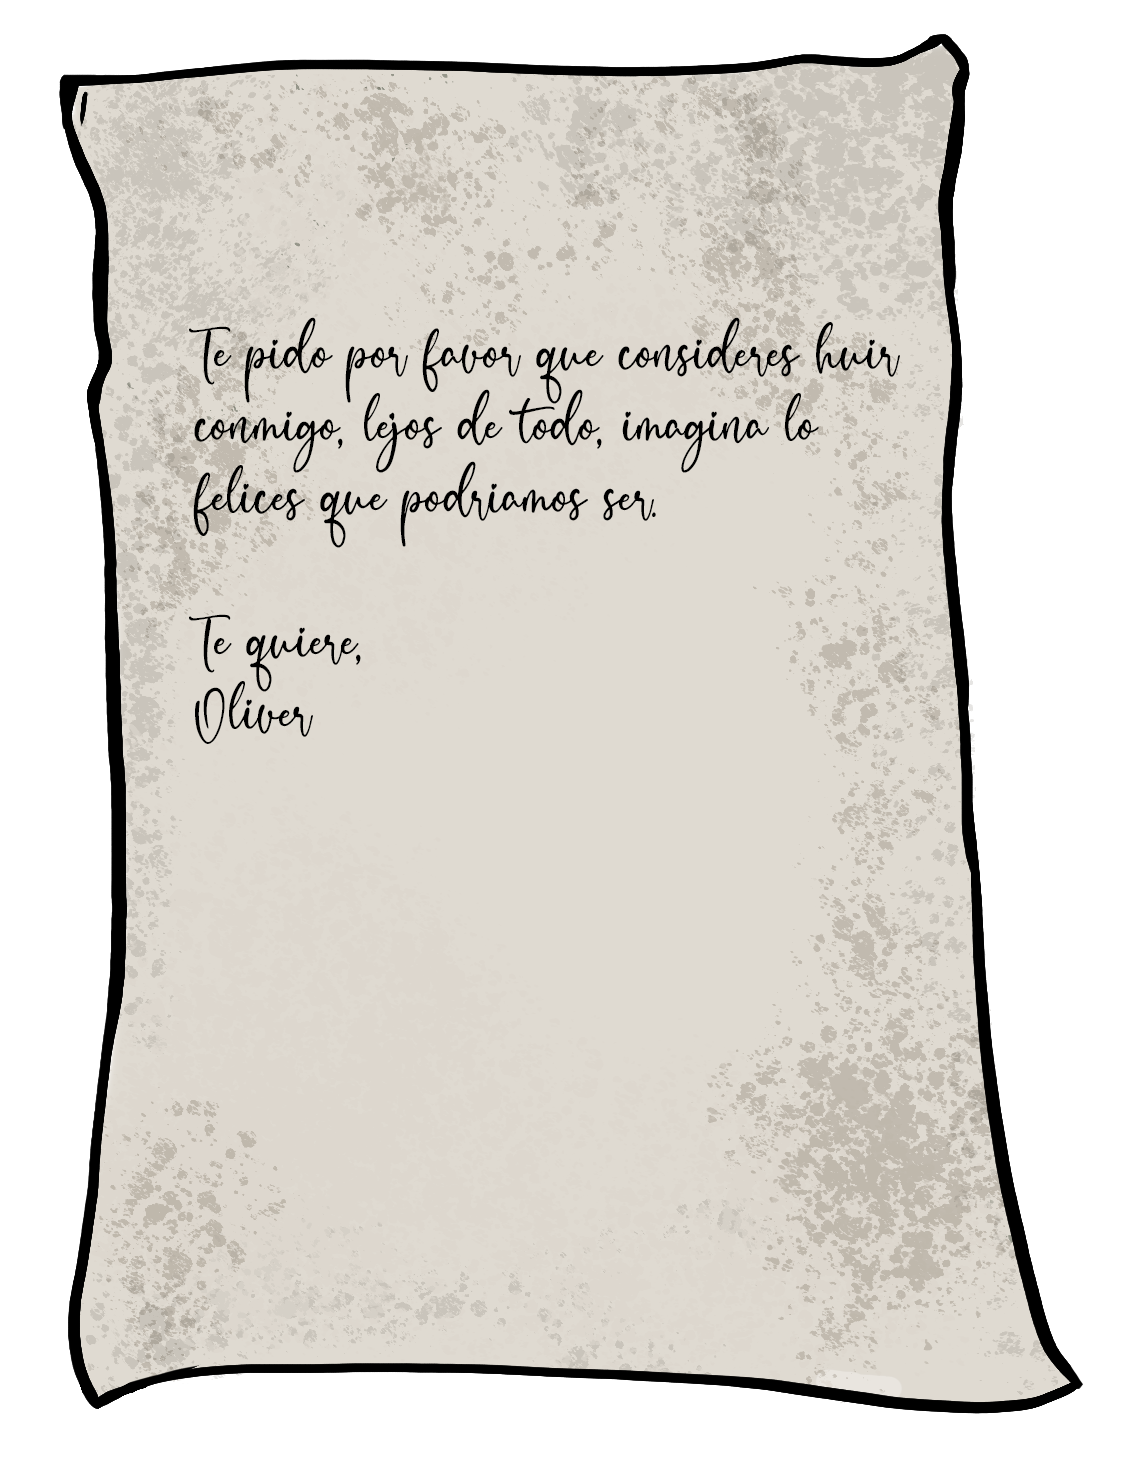 Te pido por favor que consideres huir
conmigo, lejos de todo, imagina lo
felices que podriamos ser.
Te quiere,
Oliver